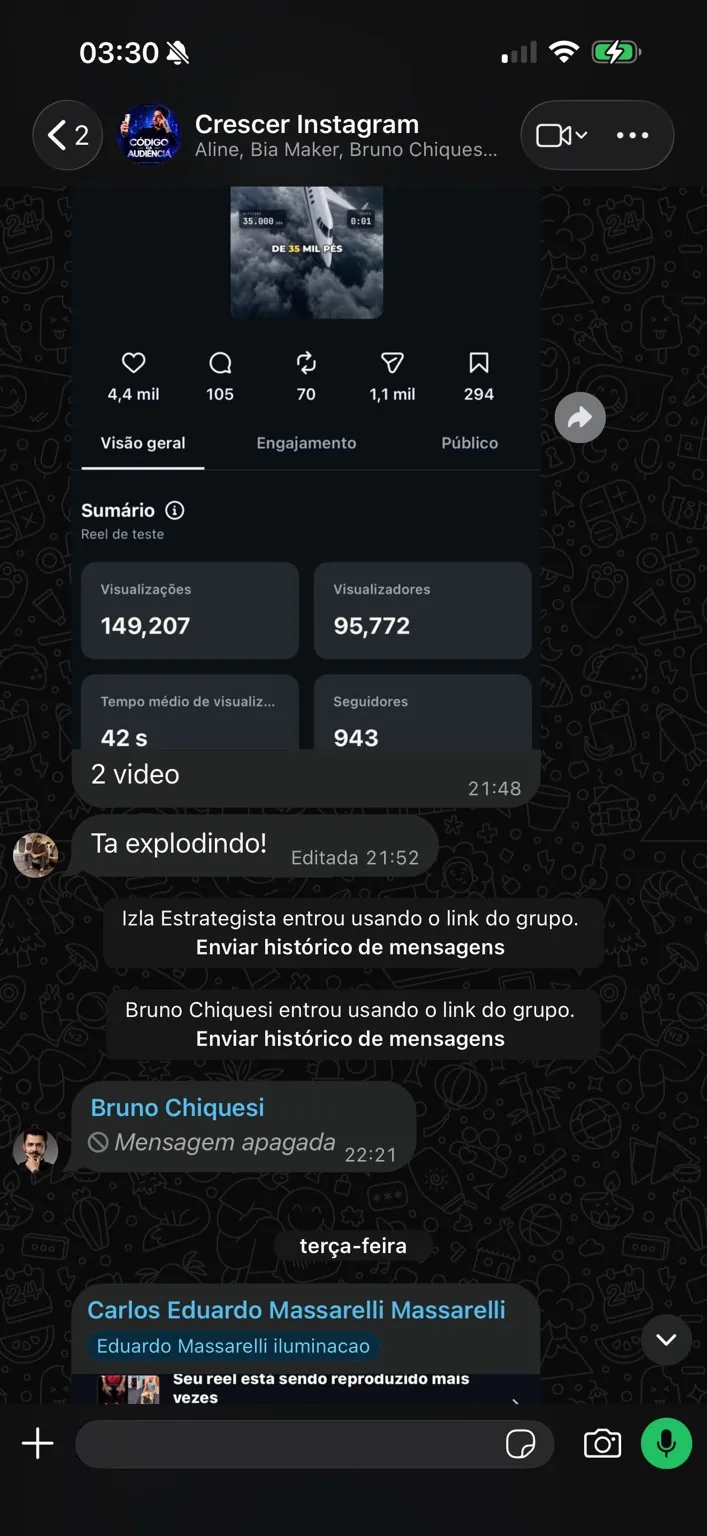 03:30
2
CÓDIGO
DA
AUDIÊNCIA
Crescer Instagram
Aline, Bia Maker, Bruno Chiques...
35.000
0:01
DE 35 MIL PÉS
4,4 mil
105
70
1,1 mil
294
Visão geral
Engajamento
Público
Sumário
Reel de teste
Visualizações
Visualizadores
149,207
95,772
Tempo médio de visualiz...
Seguidores
42 s
943
2 video
21:48
Ta explodindo!
Editada 21:52
Izla Estrategista entrou usando o link do grupo.
Enviar histórico de mensagens
Bruno Chiquesi entrou usando o link do grupo.
Enviar histórico de mensagens
Bruno Chiquesi
Mensagem apagada
22:21
terça-feira
Carlos Eduardo Massarelli Massarelli
Eduardo Massarelli iluminacao
Seu reel está sendo reproduzido mais
vezes